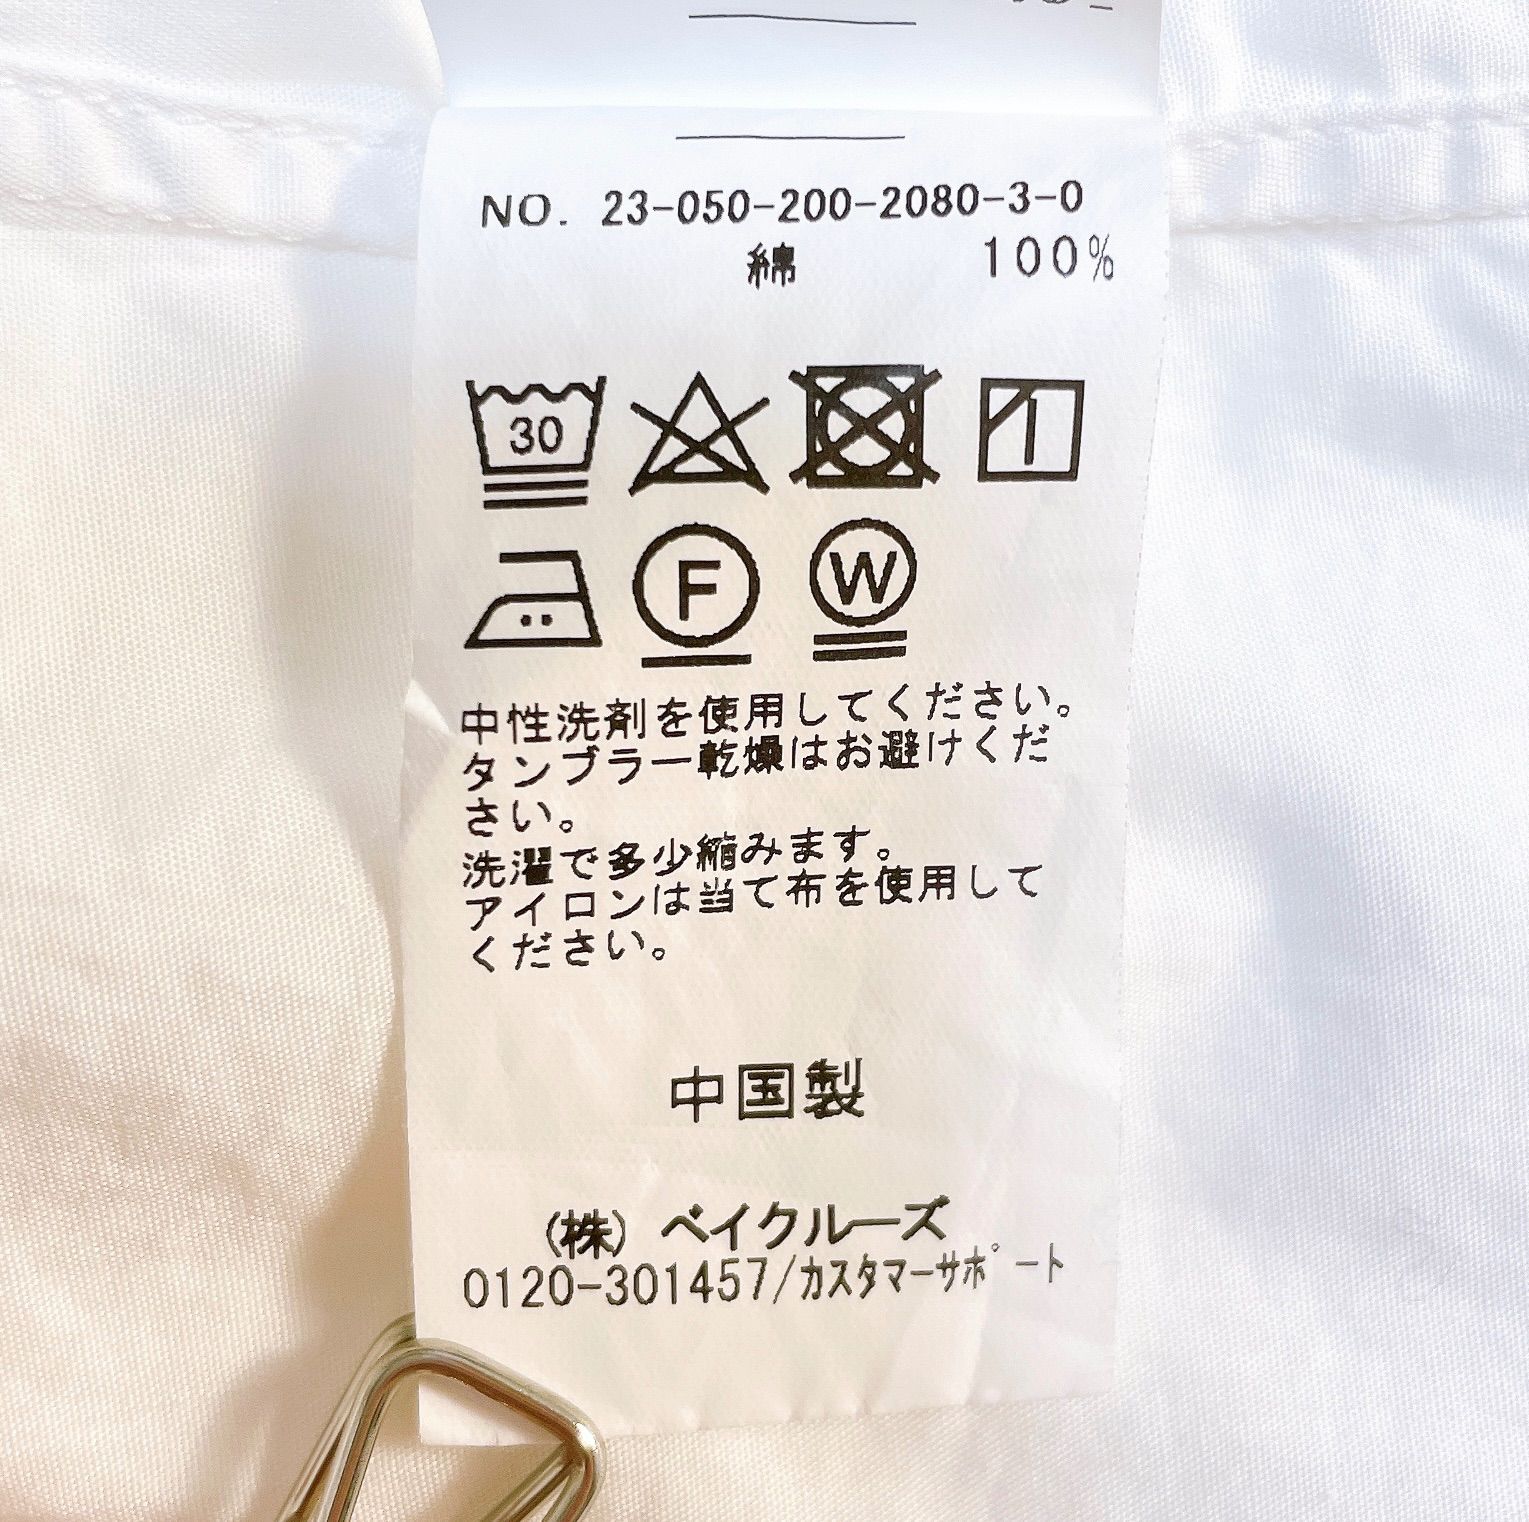 NO. 23-050-200-2080-3-0
綿 100%
30
F
W
中性洗剤を使用してください。
タンブラー乾燥はお避けくだ
さい。
洗濯で多少縮みます。
アイロンは当て布を使用して
ください。
中国製
(株) ベイクルーズ
0120-301457/ｶｽﾀﾏｰｻﾎﾟｰﾄ